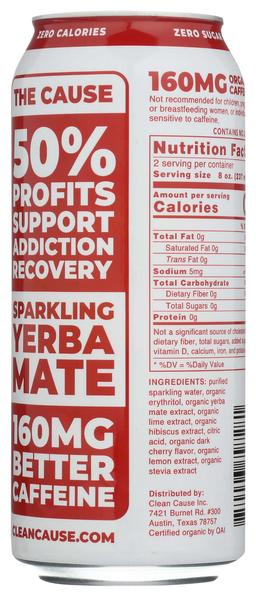 ZERO CALORIES
ZERO SUGAR
THE CAUSE
50%
PROFITS
SUPPORT
ADDICTION
RECOVERY
SPARKLING
YERBA
MATE
160MG
BETTER
CAFFEINE
CLEANCAUSE.COM
160MG
Not recommended for children,
or breastfeeding women, or
sensitive to caffeine.
CONTAINS
Nutrition
2 serving per container
Serving size 8 oz.
Amount per serving
Calories
Total Fat 0g
Saturated Fat 0g
Trans Fat 0g
Sodium 5mg
Total Carbohydrate
Dietary Fiber 0g
Total Sugars 0g
Protein 0g
Not a significant source of
dietary fiber, total sugars, added
vitamin D, calcium, iron, and
* %DV = %Daily Value
INGREDIENTS: purified
sparkling water, organic
erythritol, organic yerba
mate extract, organic
lime extract, organic
hibiscus extract, citric
acid, organic dark
cherry flavor, organic
lemon extract, organic
stevia extract
Distributed by:
Clean Cause Inc
7901 Burnet Rd. #300
Austin, Texas 78757
Certified organic by QAI